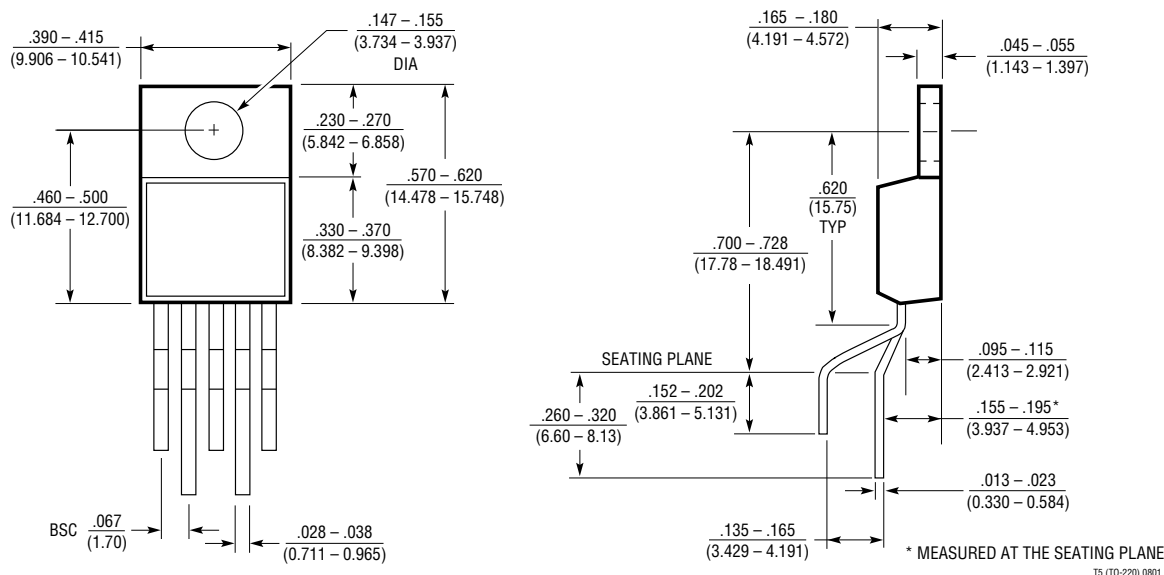 .390 – .415
(9.906 – 10.541)
.147 – .155
(3.734 – 3.937)
DIA
.230 – .270
(5.842 – 6.858)
.460 – .500
(11.684 – 12.700)
.570 – .620
(14.478 – 15.748)
.330 – .370
(8.382 – 9.398)
BSC
.067
(1.70)
.028 – .038
(0.711 – 0.965)
.165 – .180
(4.191 – 4.572)
.045 – .055
(1.143 – 1.397)
.620
(15.75)
TYP
.700 – .728
(17.78 – 18.491)
SEATING PLANE
.152 – .202
(3.861 – 5.131)
.260 – .320
(6.60 – 8.13)
.095 – .115
(2.413 – 2.921)
.155 – .195*
(3.937 – 4.953)
.013 – .023
(0.330 – 0.584)
.135 – .165
(3.429 – 4.191)
* MEASURED AT THE SEATING PLANE
T5 (TO-220) 0801